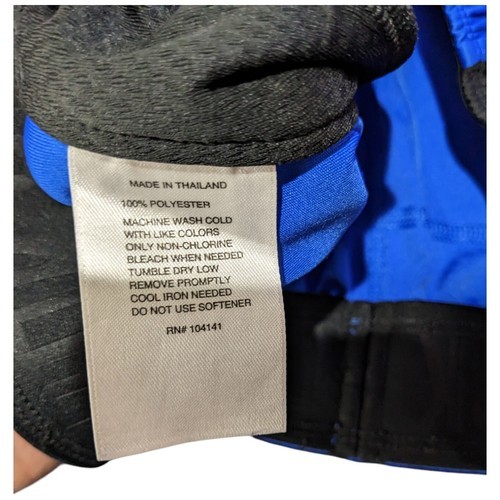 MADE IN THAILAND
100% POLYESTER
MACHINE WASH COLD
WITH LIKE COLORS
ONLY NON-CHLORINE
BLEACH WHEN NEEDED
TUMBLE DRY LOW
REMOVE PROMPTLY
COOL IRON NEEDED
DO NOT USE SOFTENER
RN# 104141